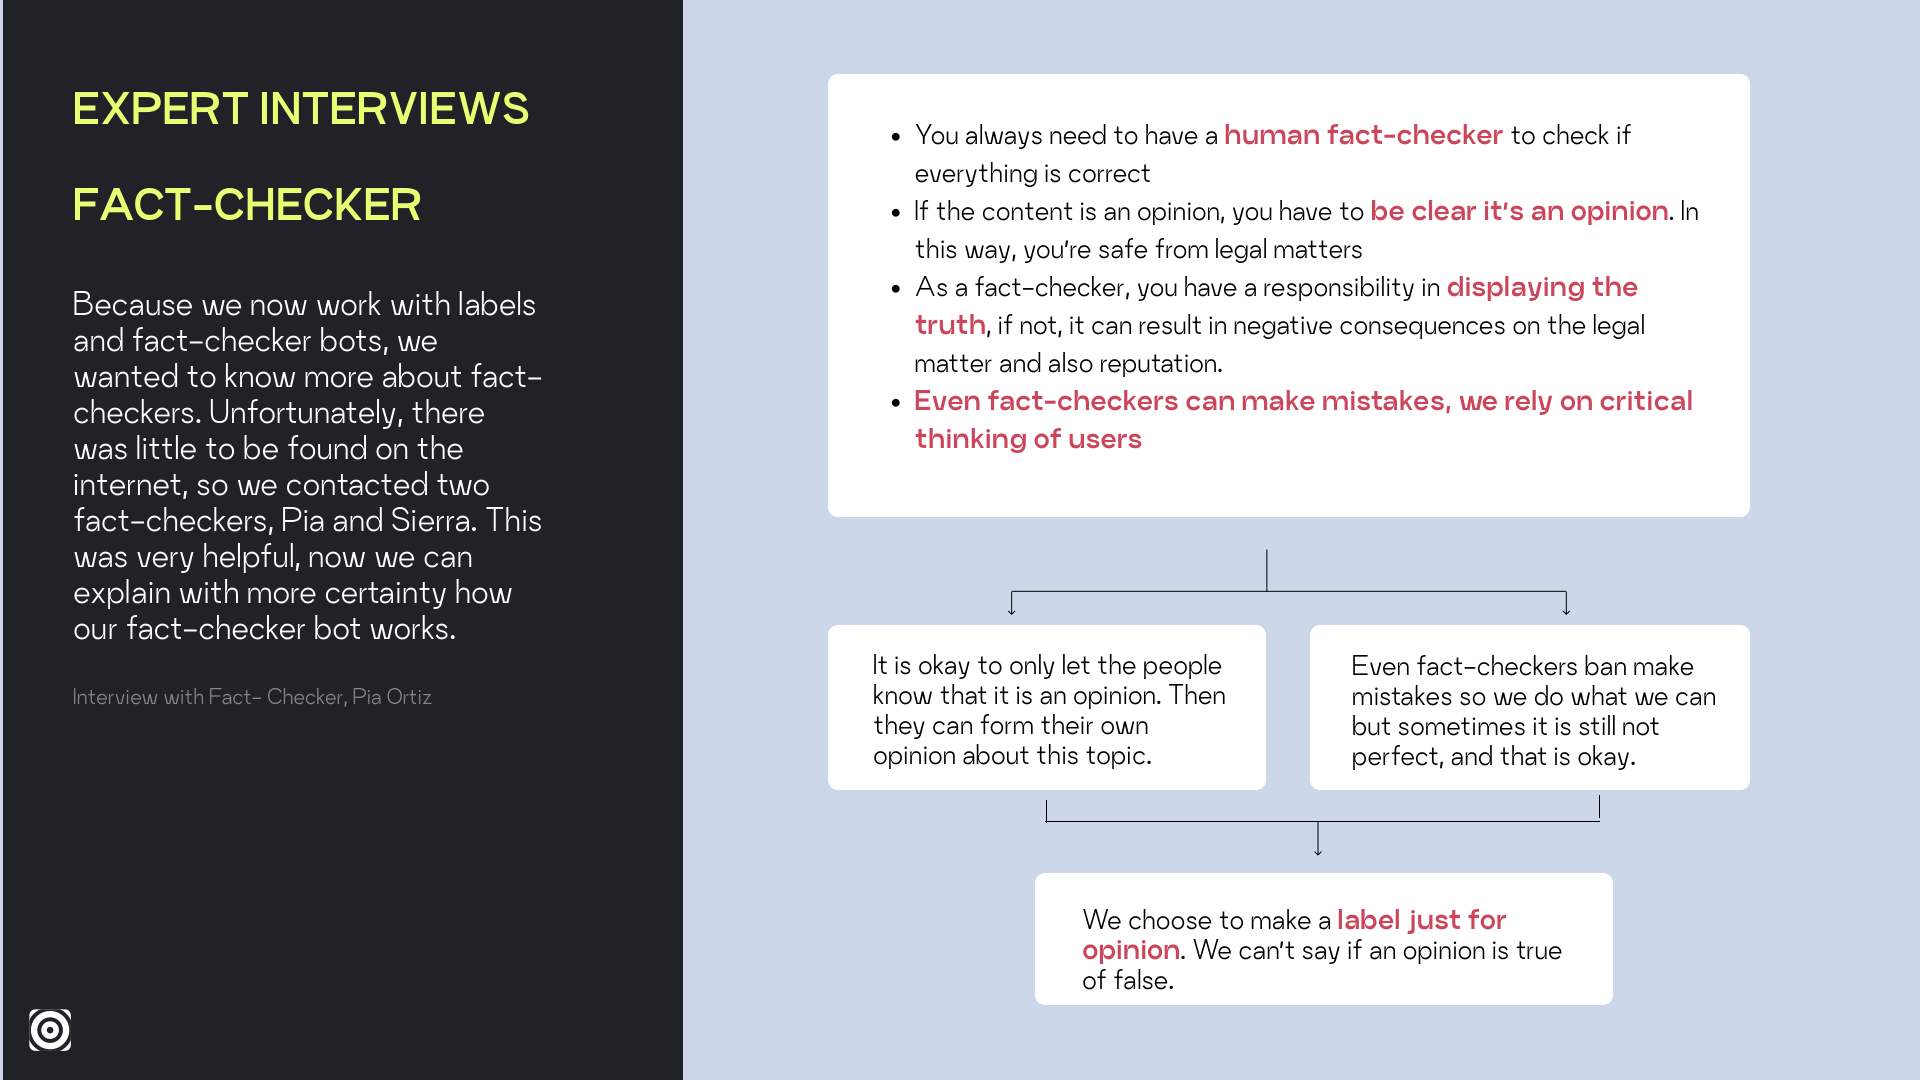 EXPERT INTERVIEWS
FACT-CHECKER
Because we now work with labels
and fact-checker bots, we
wanted to know more about fact-
checkers. Unfortunately, there
was little to be found on the
internet, so we contacted two
fact-checkers, Pia and Sierra. This
was very helpful, now we can
explain with more certainty how
our fact-checker bot works.
Interview with Fact- Checker, Pia Ortiz
• You always need to have a human fact-checker to check if
everything is correct
• If the content is an opinion, you have to be clear it's an opinion. In
this way, you're safe from legal matters
• As a fact-checker, you have a responsibility in displaying the
truth, if not, it can result in negative consequences on the legal
matter and also reputation.
• Even fact-checkers can make mistakes, we rely on critical
thinking of users
It is okay to only let the people
know that it is an opinion. Then
they can form their own
opinion about this topic.
Even fact-checkers ban make
mistakes so we do what we can
but sometimes it is still not
perfect, and that is okay.
We choose to make a label just for
opinion. We can't say if an opinion is true
of false.